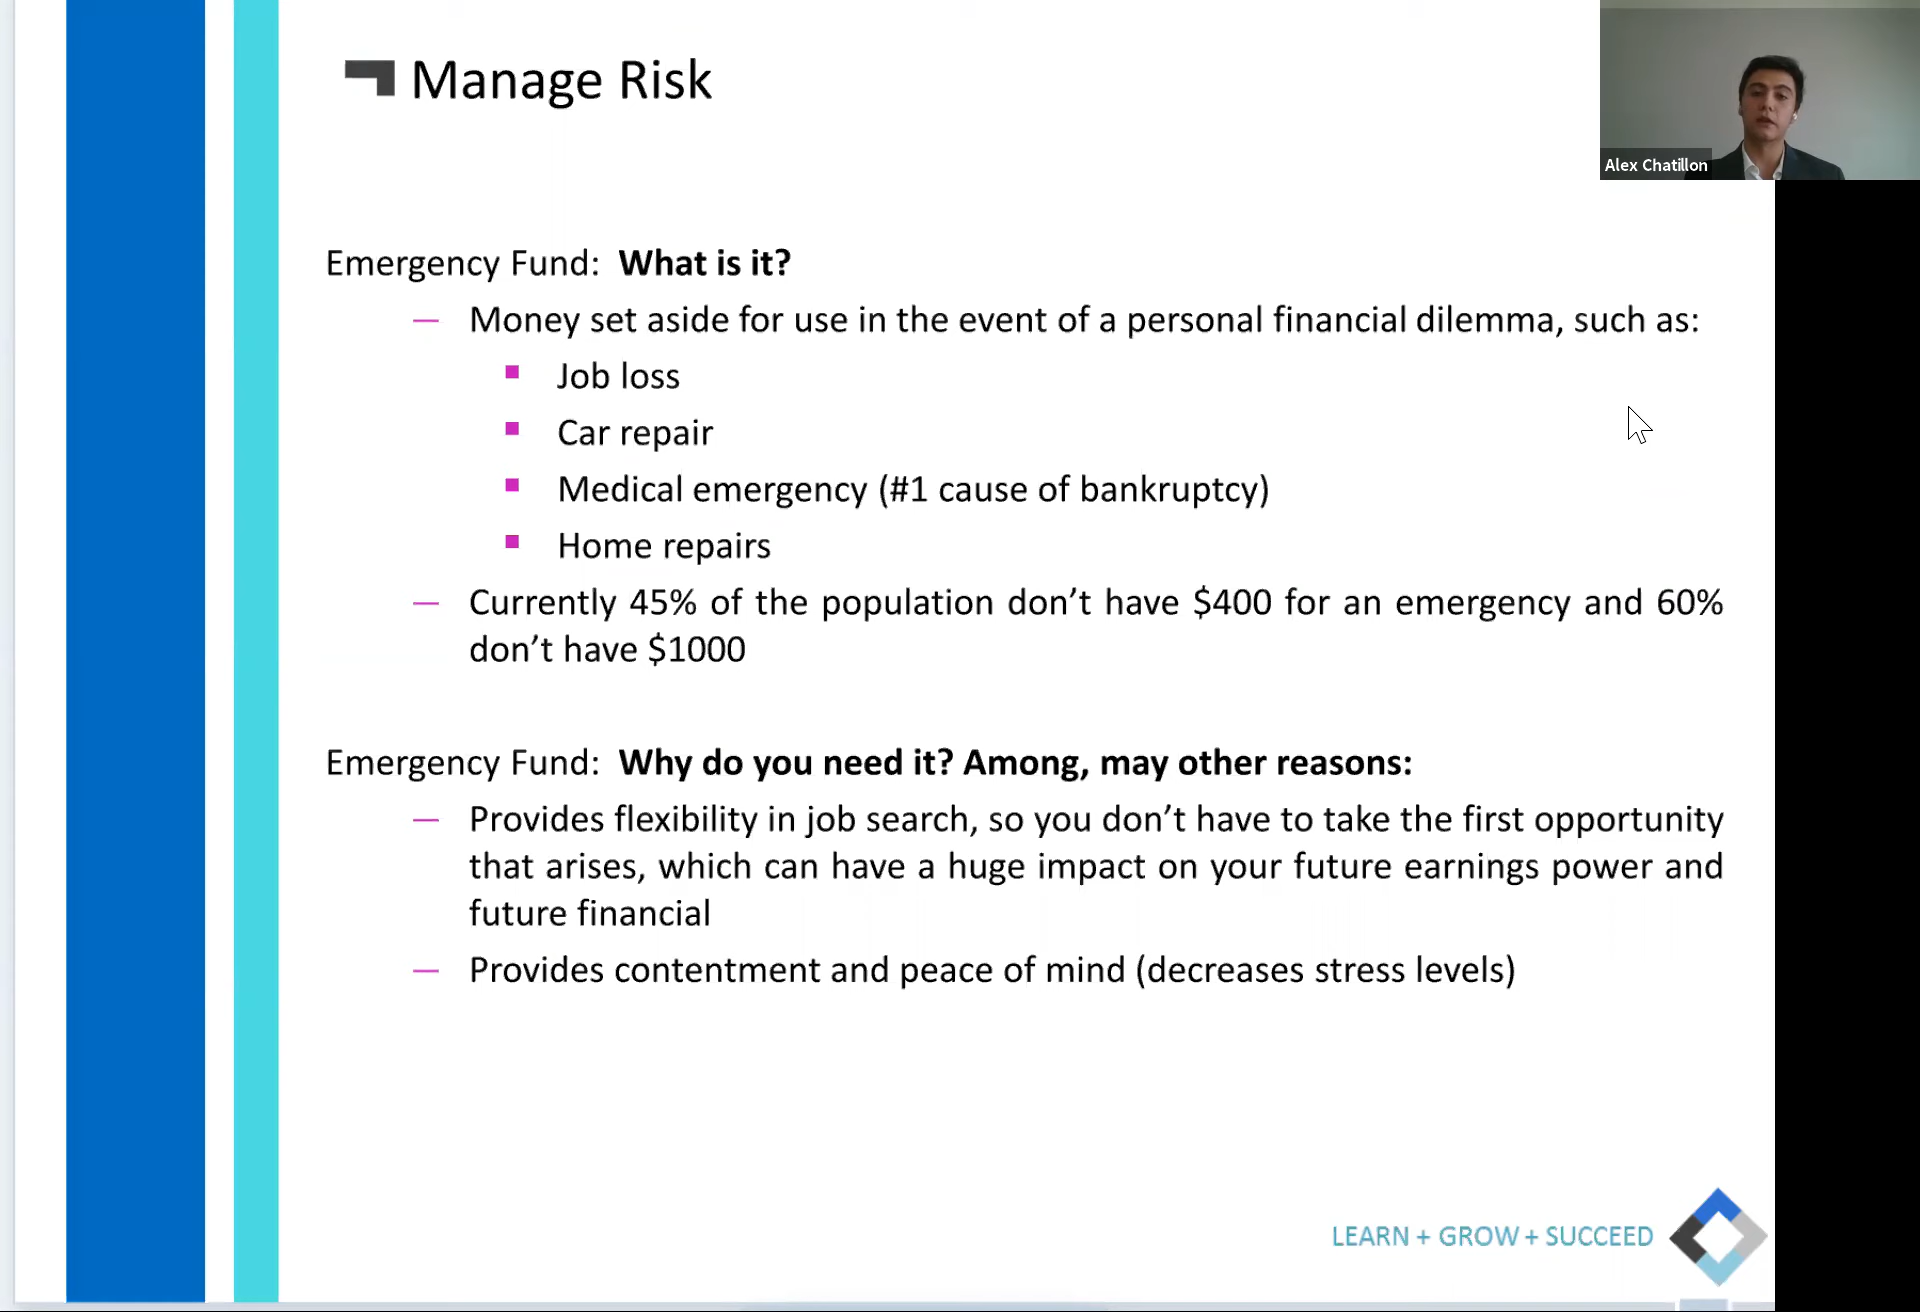 Manage Risk
Alex Chatillon
Emergency Fund: What is it?
— Money set aside for use in the event of a personal financial dilemma, such as:
▪ Job loss
▪ Car repair
▪ Medical emergency (#1 cause of bankruptcy)
▪ Home repairs
— Currently 45% of the population don’t have $400 for an emergency and 60%
don’t have $1000
Emergency Fund: Why do you need it? Among, may other reasons:
— Provides flexibility in job search, so you don’t have to take the first opportunity
that arises, which can have a huge impact on your future earnings power and
future financial
— Provides contentment and peace of mind (decreases stress levels)
LEARN + GROW + SUCCEED